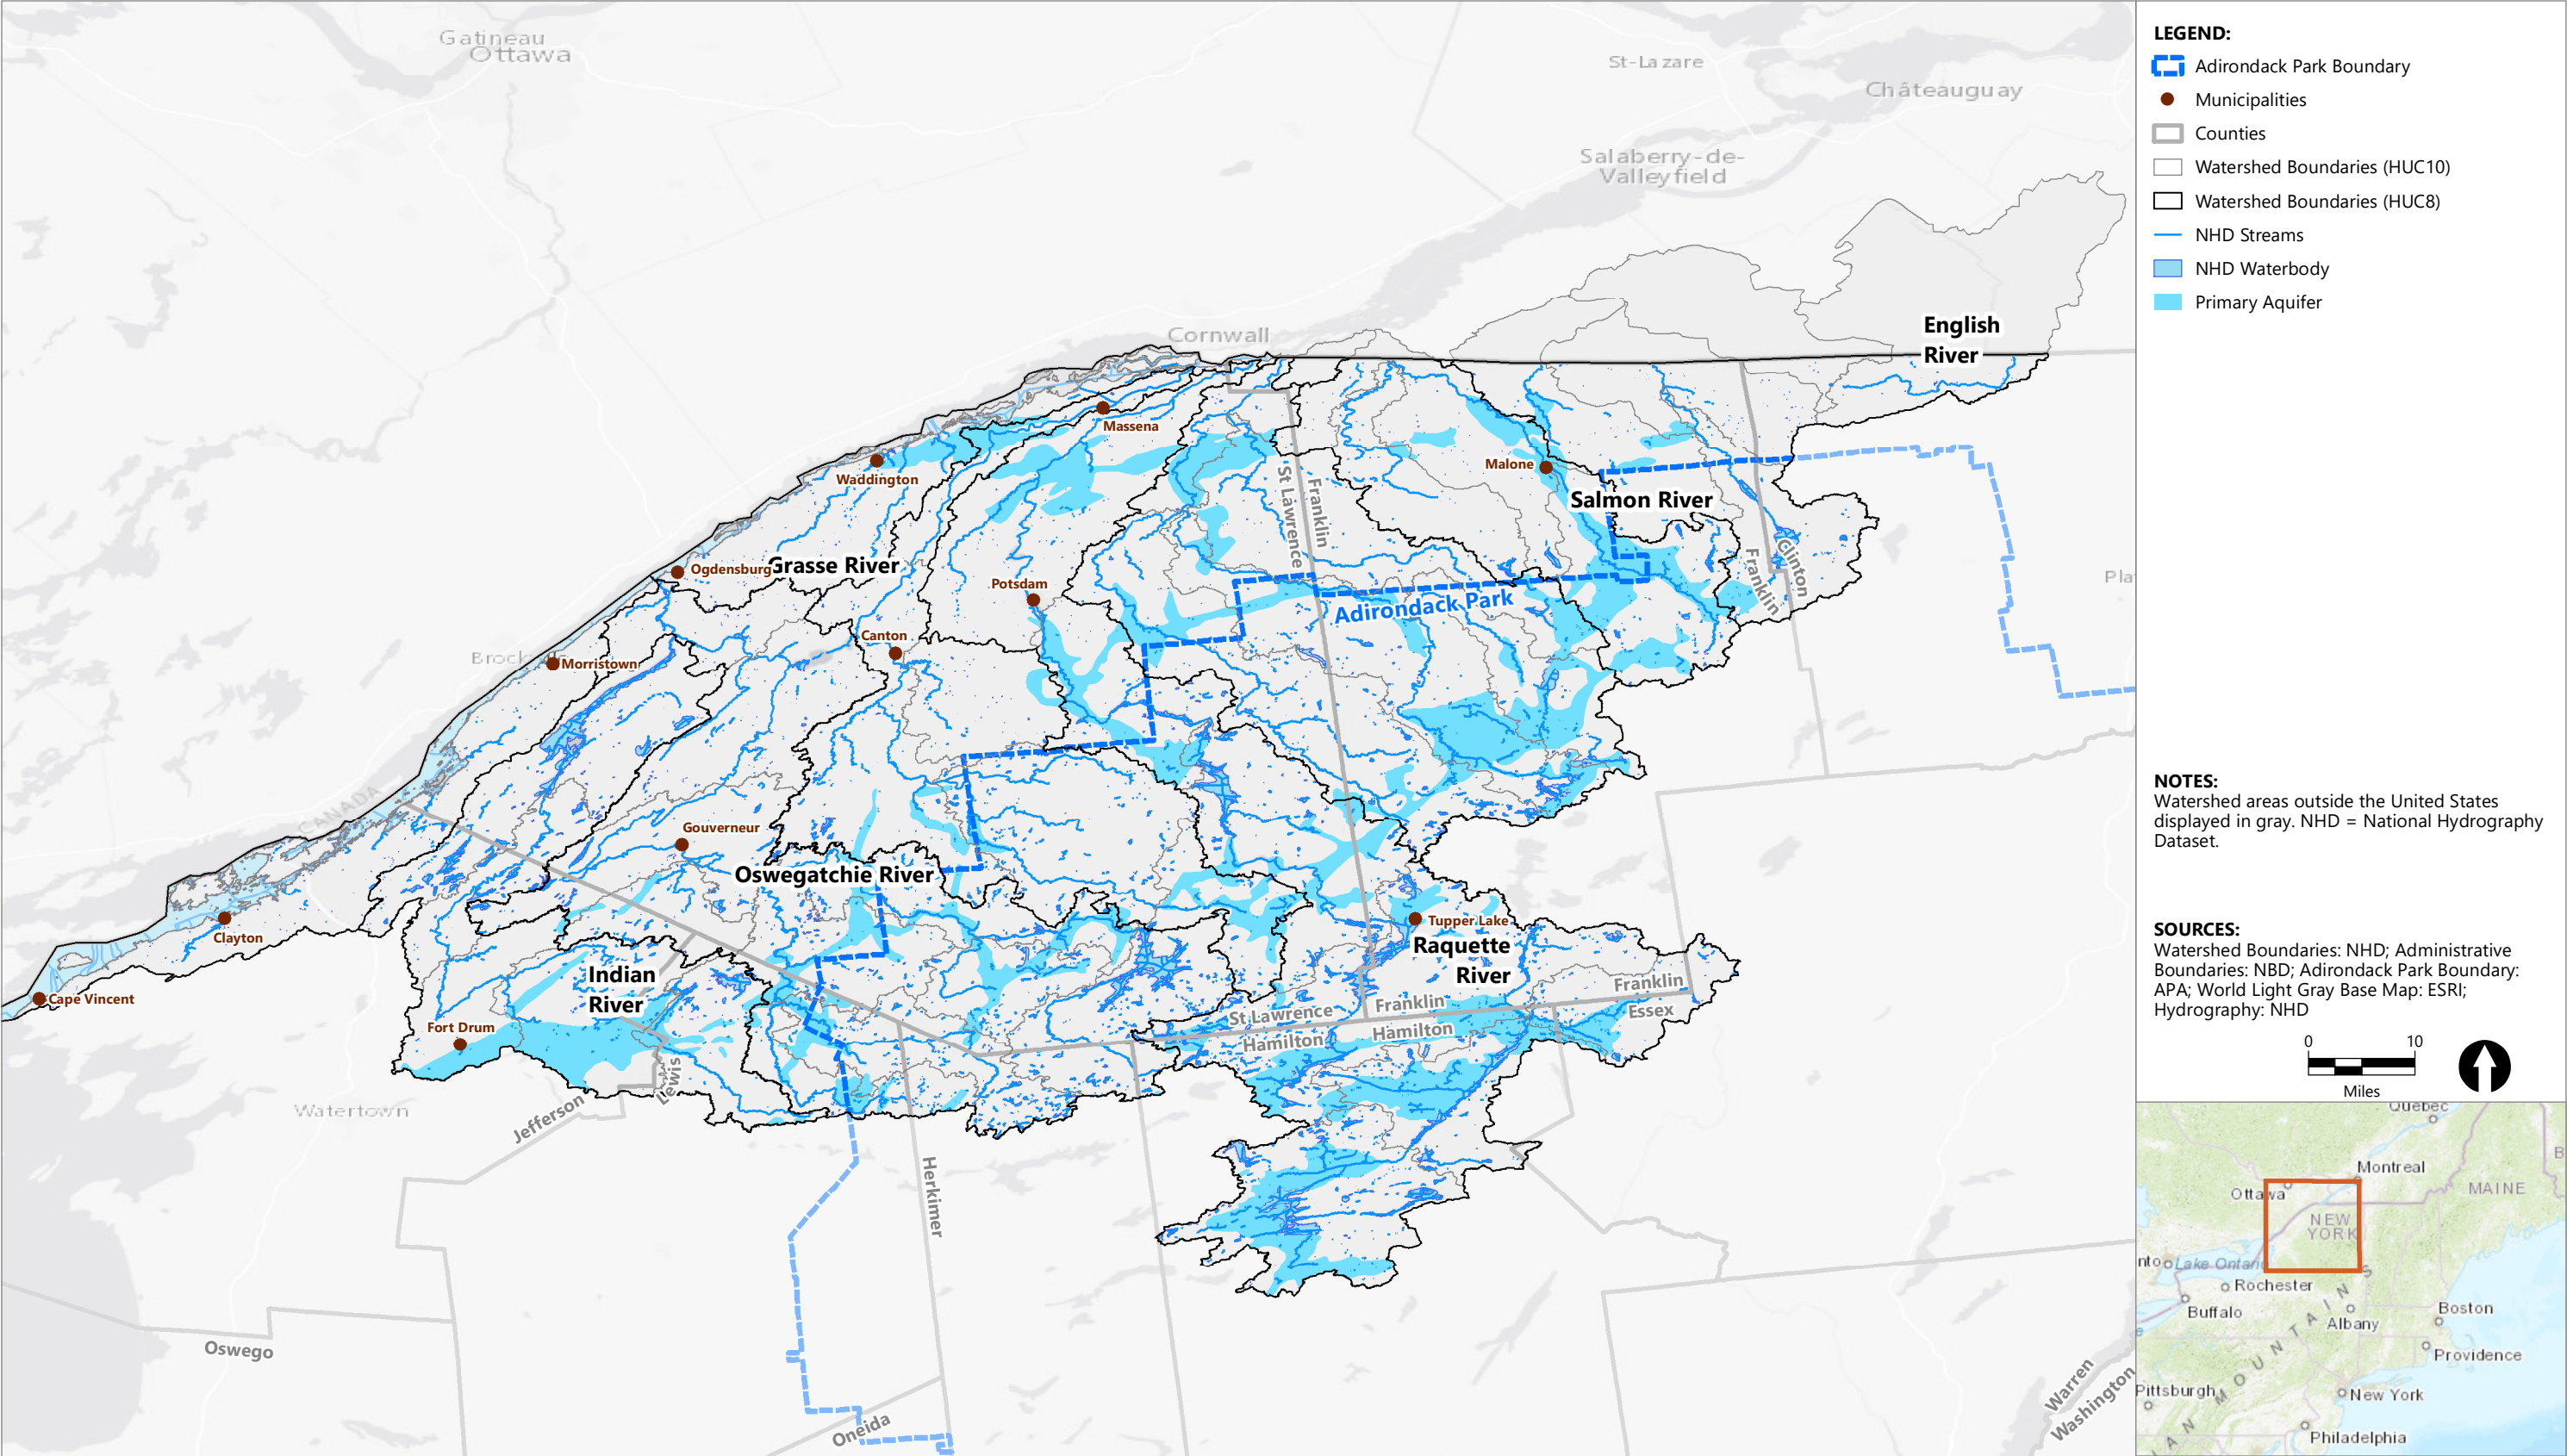 Gatineau
Ottawa
St-Lazare
Châteauguay
Salaberry-de-
Valleyfield
Cornwall
English
River
Massena
Waddington
Malone
Salmon River
St Lawrence
Franklin
Ogdensburg
Grasse River
Potsdam
Franklin
Clinton
Adirondack Park
Canton
Morristown
CANADA
Gouverneur
Oswegatchie River
Clayton
Tupper Lake
Raquette
River
Indian
River
Cape Vincent
Fort Drum
St Lawrence
Franklin
Franklin
Hamilton
Hamilton
Essex
Watertown
Jefferson
Lewis
Herkimer
Oswego
Oneida
Warren
Washington
LEGEND:
Adirondack Park Boundary
Municipalities
Counties
Watershed Boundaries (HUC10)
Watershed Boundaries (HUC8)
NHD Streams
NHD Waterbody
Primary Aquifer
NOTES:
Watershed areas outside the United States
displayed in gray. NHD = National Hydrography
Dataset.
SOURCES:
Watershed Boundaries: NHD; Administrative
Boundaries: NBD; Adirondack Park Boundary:
APA; World Light Gray Base Map: ESRI;
Hydrography: NHD
0 10
Miles
Quebec
Montreal
Ottawa
MAINE
NEW
YORK
Lake Ontari
Rochester
Buffalo
Boston
Albany
Providence
Pittsburgh
New York
Philadelphia
MOUNTAINS